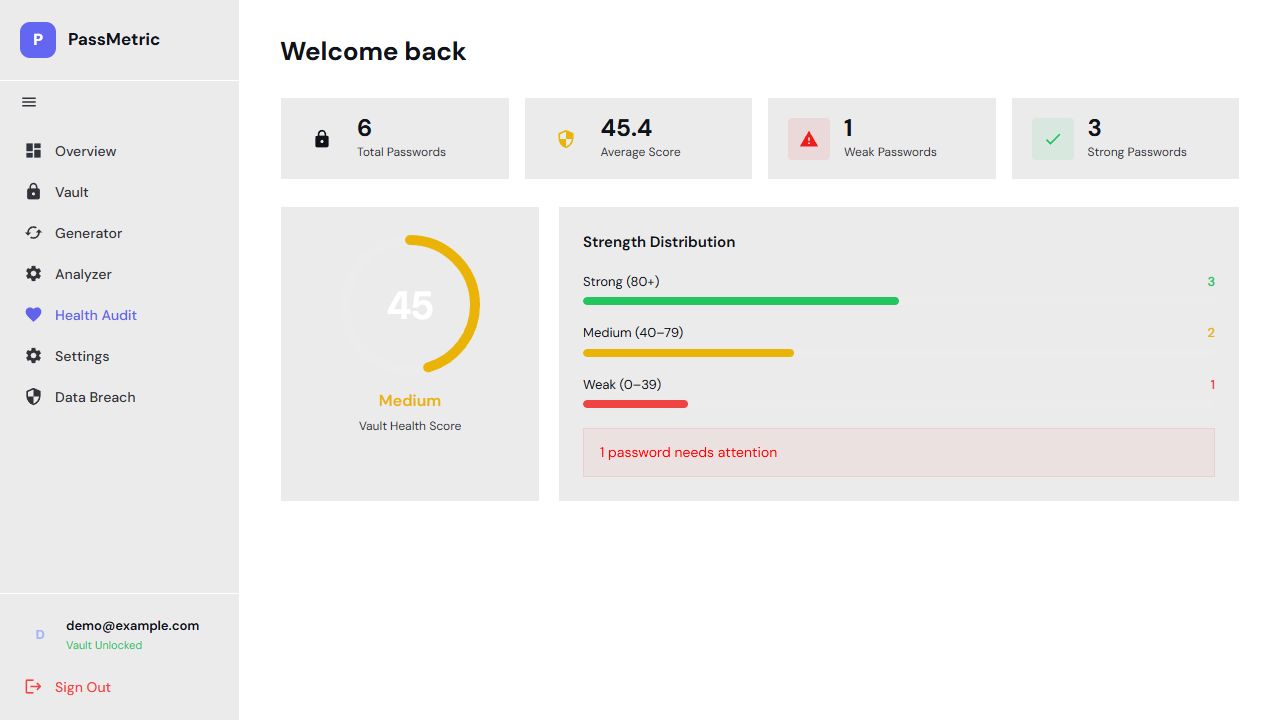 P
PassMetric
Overview
Vault
Generator
Analyzer
Health Audit
Settings
Data Breach
D
demo@example.com
Vault Unlocked
Sign Out
Welcome back
6
Total Passwords
45.4
Average Score
1
Weak Passwords
3
Strong Passwords
45
Medium
Vault Health Score
Strength Distribution
Strong (80+) 3
Medium (40–79) 2
Weak (0–39) 1
1 password needs attention